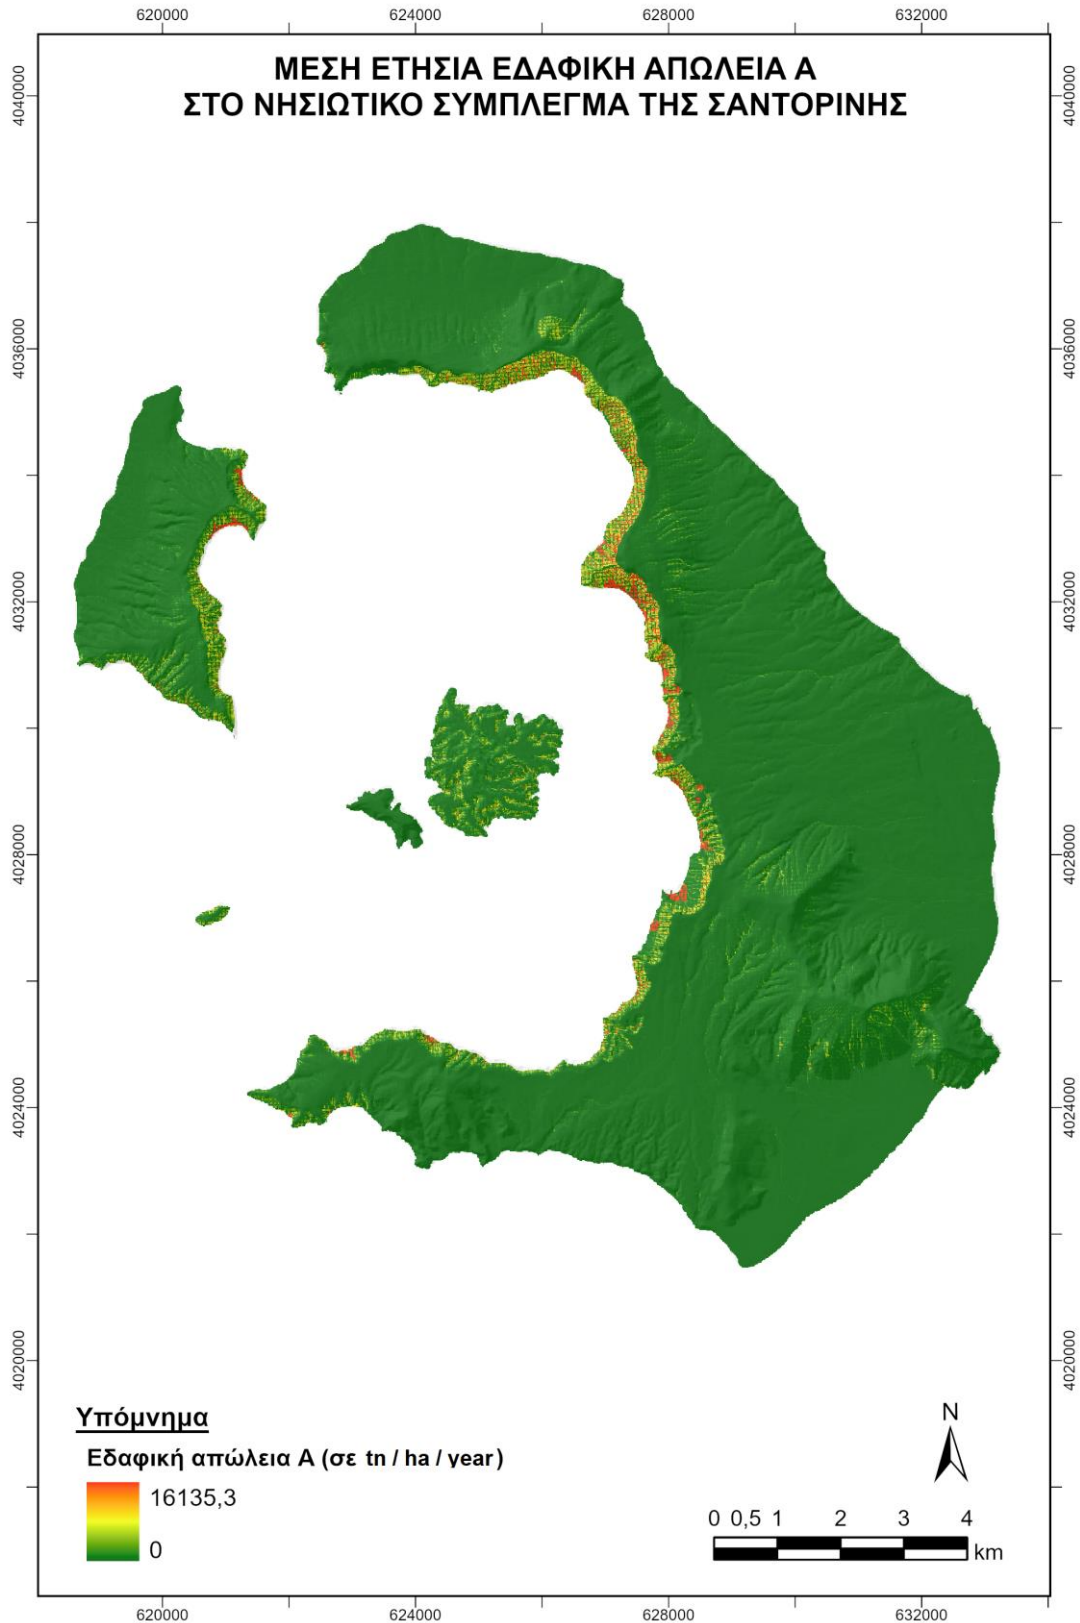 620000 624000 628000 632000
ΜΕΣΗ ΕΤΗΣΙΑ ΕΔΑΦΙΚΗ ΑΠΩΛΕΙΑ Α
ΣΤΟ ΝΗΣΙΩΤΙΚΟ ΣΥΜΠΛΕΓΜΑ ΤΗΣ ΣΑΝΤΟΡΙΝΗΣ
4040000 4040000
4036000 4036000
4032000 4032000
4028000 4028000
4024000 4024000
4020000 4020000
Υπόμνημα
Εδαφική απώλεια Α (σε tn / ha / year)
16135,3
0
N
0 0,5 1 2 3 4
km
620000 624000 628000 632000